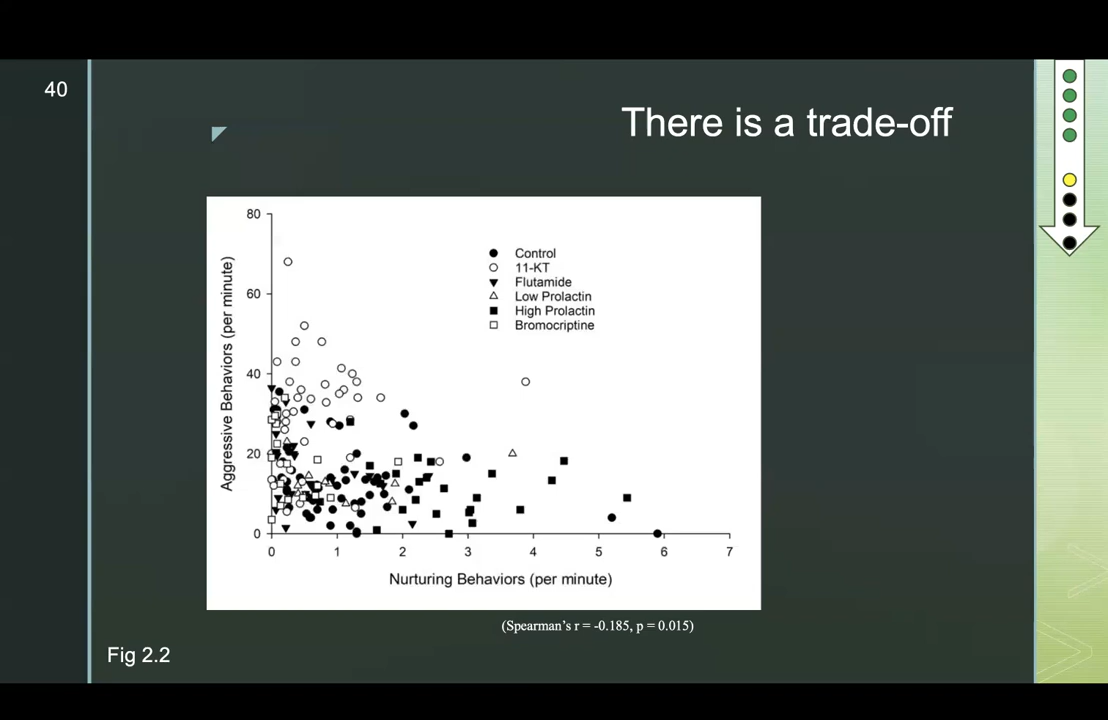 40
There is a trade-off
80
60
40
20
0
Aggressive Behaviors (per minute)
Control
11-KT
Flutamide
Low Prolactin
High Prolactin
Bromocriptine
0 1 2 3 4 5 6 7
Nurturing Behaviors (per minute)
(Spearman's r = -0.185, p = 0.015)
Fig 2.2